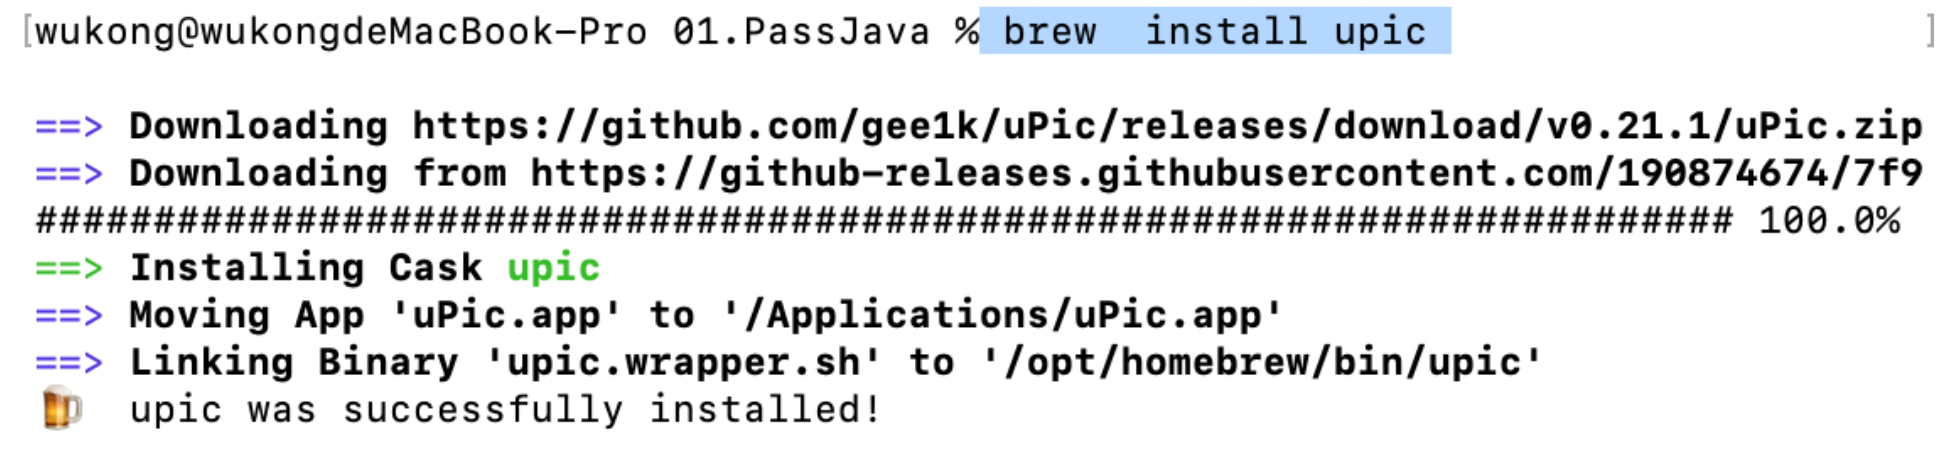 [wukong@wukongdeMacBook-Pro 01.PassJava % brew  install upic ]
==> Downloading https://github.com/gee1k/uPic/releases/download/v0.21.1/uPic.zip
==> Downloading from https://github-releases.githubusercontent.com/190874674/7f9
######################################################################## 100.0%
==> Installing Cask upic
==> Moving App 'uPic.app' to '/Applications/uPic.app'
==> Linking Binary 'upic.wrapper.sh' to '/opt/homebrew/bin/upic'
🍺  upic was successfully installed!